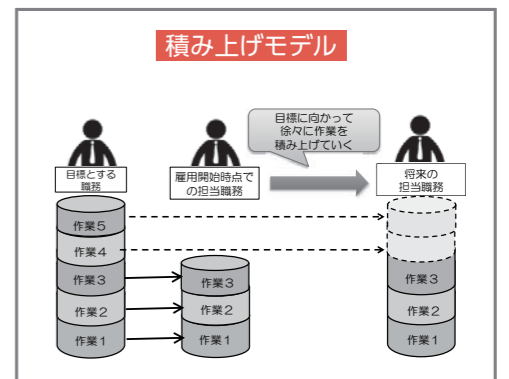 積み上げモデル
目標に向かって
徐々に作業を
積み上げていく
目標とする
職務
雇用開始時点で
の担当職務
将来の
担当職務
作業5
作業4
作業3
作業2
作業1
作業3
作業2
作業1
作業3
作業2
作業1